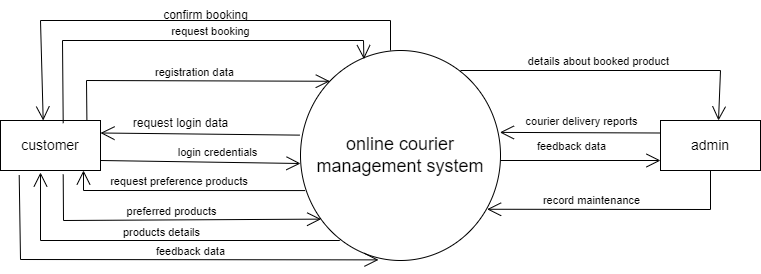 confirm booking
request booking
details about booked product
registration data
request login data
courier delivery reports
customer
online courier
management system
admin
login credentials
feedback data
request preference products
record maintenance
preferred products
products details
feedback data